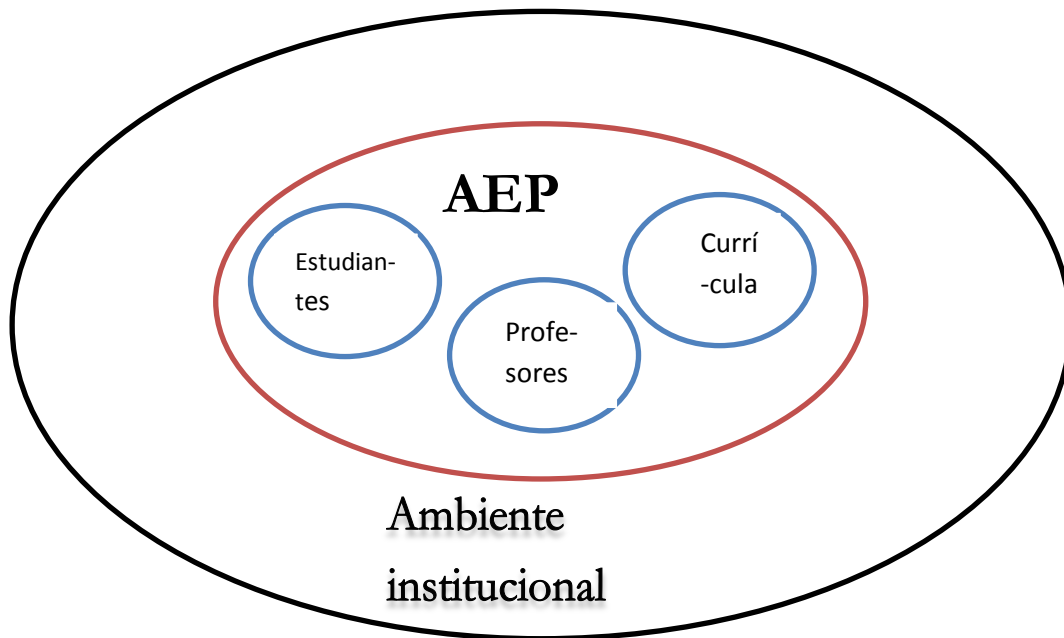 AEP
Estudian-
tes
Currí
-cula
Profe-
sores
Ambiente
institucional